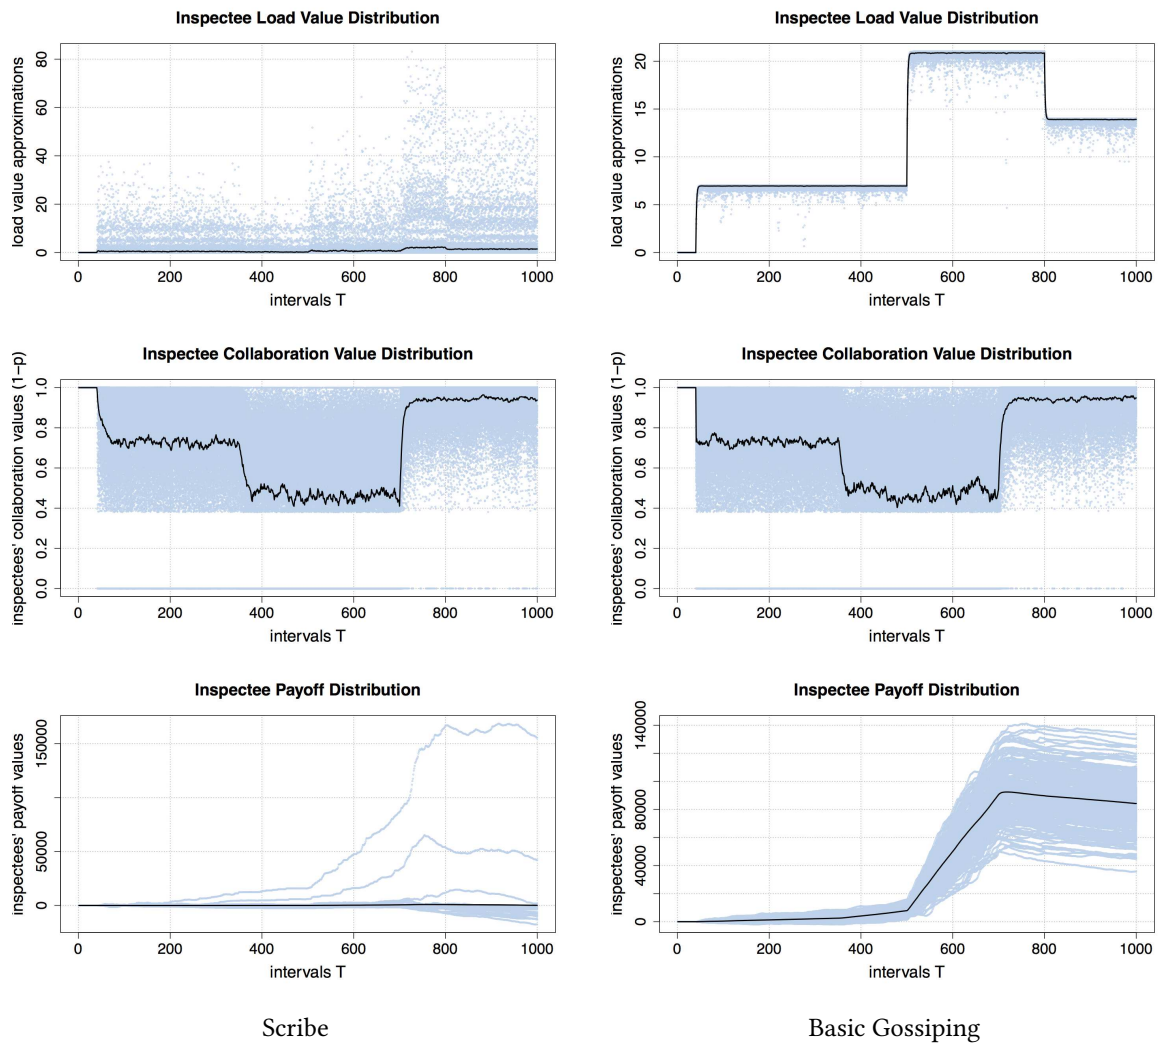 Inspectee Load Value Distribution
load value approximations
80
60
40
20
0
0 200 400 600 800 1000
intervals T
Inspectee Load Value Distribution
load value approximations
20
15
10
5
0
0 200 400 600 800 1000
intervals T
Inspectee Collaboration Value Distribution
inspectees' collaboration values (1−p)
1.0
0.8
0.6
0.4
0.2
0.0
0 200 400 600 800 1000
intervals T
Inspectee Collaboration Value Distribution
inspectees' collaboration values (1−p)
1.0
0.8
0.6
0.4
0.2
0.0
0 200 400 600 800 1000
intervals T
Inspectee Payoff Distribution
inspectees' payoff values
150000
50000
0
0 200 400 600 800 1000
intervals T
Inspectee Payoff Distribution
inspectees' payoff values
140000
80000
40000
0
0 200 400 600 800 1000
intervals T
Scribe
Basic Gossiping